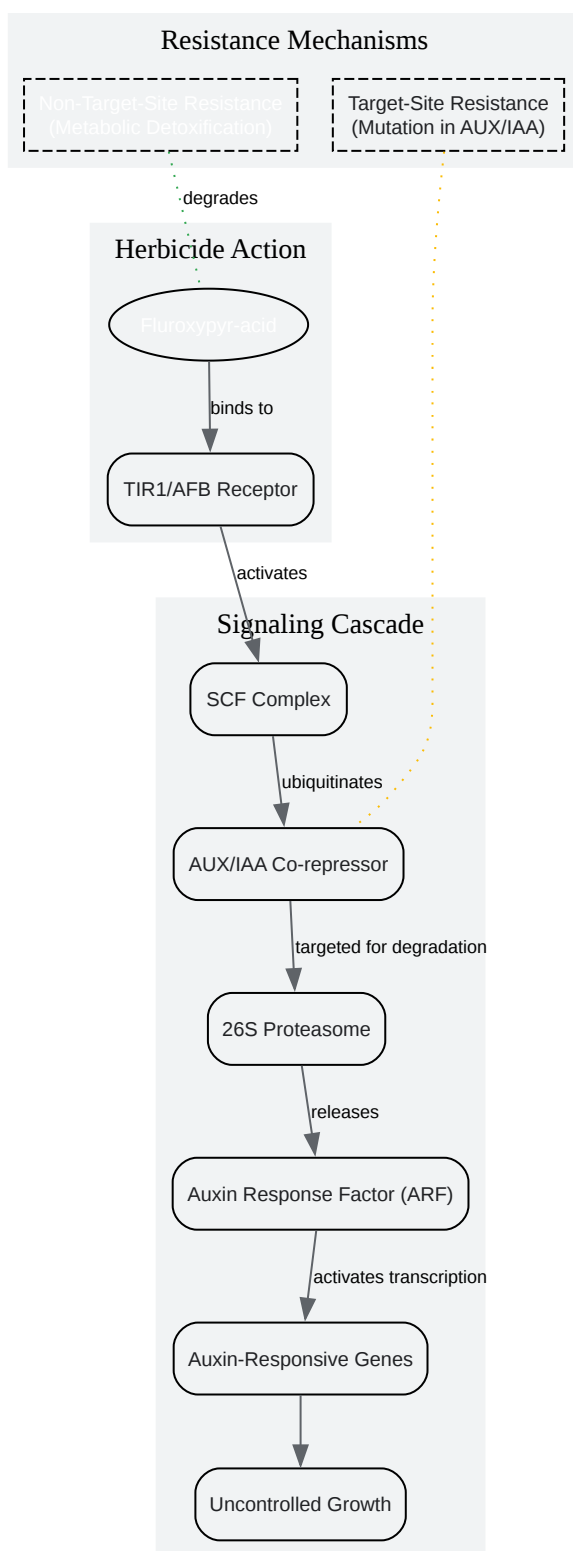 Resistance Mechanisms
Non-Target-Site Resistance
(Metabolic Detoxification)
Target-Site Resistance
(Mutation in AUX/IAA)
degrades
Herbicide Action
Fluroxypyr-acid
binds to
TIR1/AFB Receptor
activates
Signaling Cascade
SCF Complex
ubiquitinates
AUX/IAA Co-repressor
targeted for degradation
26S Proteasome
releases
Auxin Response Factor (ARF)
activates transcription
Auxin-Responsive Genes
Uncontrolled Growth